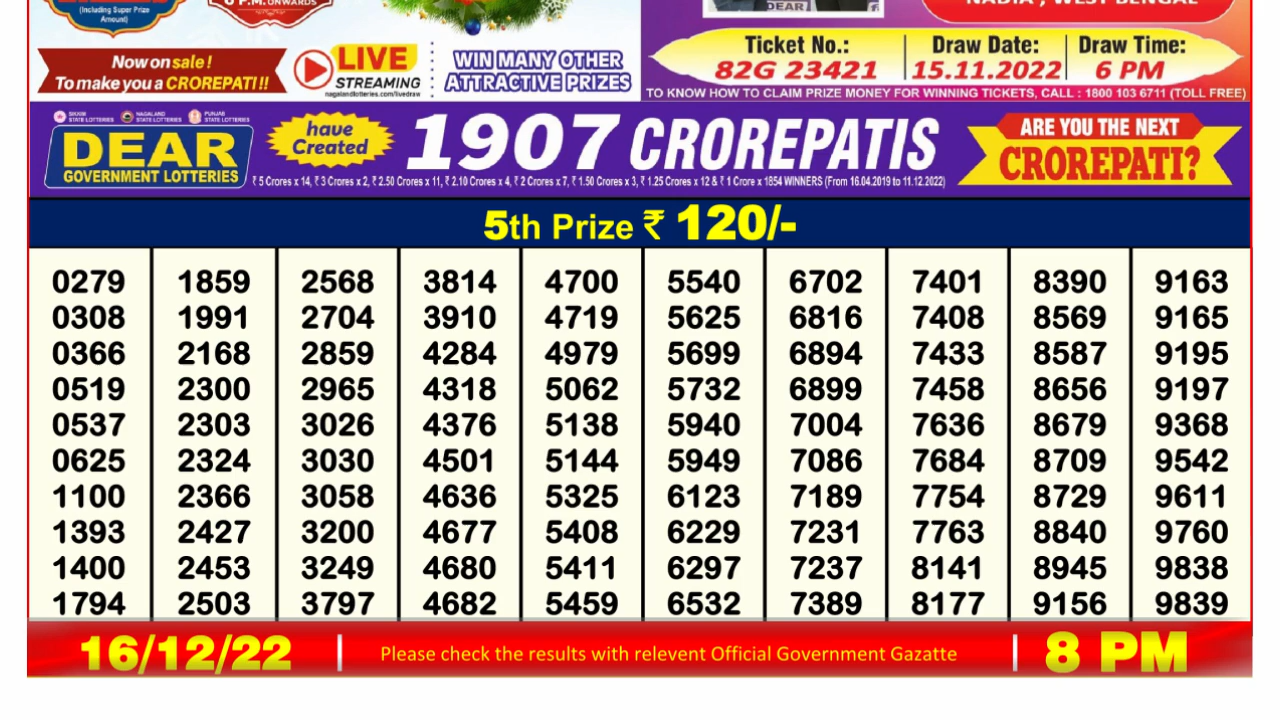 (Including Super Prize
Amount)
6 P.M. ONWARDS
DEAR
NADIA , WEST BENGAL
Now on sale !
To make you a CROREPATI !!
LIVE
STREAMING
nagalandlotteries.com/livedraw
WIN MANY OTHER
ATTRACTIVE PRIZES
Ticket No.: Draw Date: Draw Time:
82G 23421 15.11.2022 6 PM
TO KNOW HOW TO CLAIM PRIZE MONEY FOR WINNING TICKETS, CALL : 1800 103 6711 (TOLL FREE)
SIKKIM STATE LOTTERIES
NAGALAND STATE LOTTERIES
PUNJAB STATE LOTTERIES
DEAR
GOVERNMENT LOTTERIES
have
Created
1907 CROREPATIS
₹ 5 Crores x 14, ₹ 3 Crores x 2, ₹ 2.50 Crores x 11, ₹ 2.10 Crores x 4, ₹ 2 Crores x 7, ₹ 1.50 Crores x 3, ₹ 1.25 Crores x 12 & ₹ 1 Crore x 1854 WINNERS (From 16.04.2019 to 11.12.2022)
ARE YOU THE NEXT
CROREPATI?
5th Prize ₹ 120/-
0279 1859 2568 3814 4700 5540 6702 7401 8390 9163
0308 1991 2704 3910 4719 5625 6816 7408 8569 9165
0366 2168 2859 4284 4979 5699 6894 7433 8587 9195
0519 2300 2965 4318 5062 5732 6899 7458 8656 9197
0537 2303 3026 4376 5138 5940 7004 7636 8679 9368
0625 2324 3030 4501 5144 5949 7086 7684 8709 9542
1100 2366 3058 4636 5325 6123 7189 7754 8729 9611
1393 2427 3200 4677 5408 6229 7231 7763 8840 9760
1400 2453 3249 4680 5411 6297 7237 8141 8945 9838
1794 2503 3797 4682 5459 6532 7389 8177 9156 9839
16/12/22 Please check the results with relevent Official Government Gazatte 8 PM